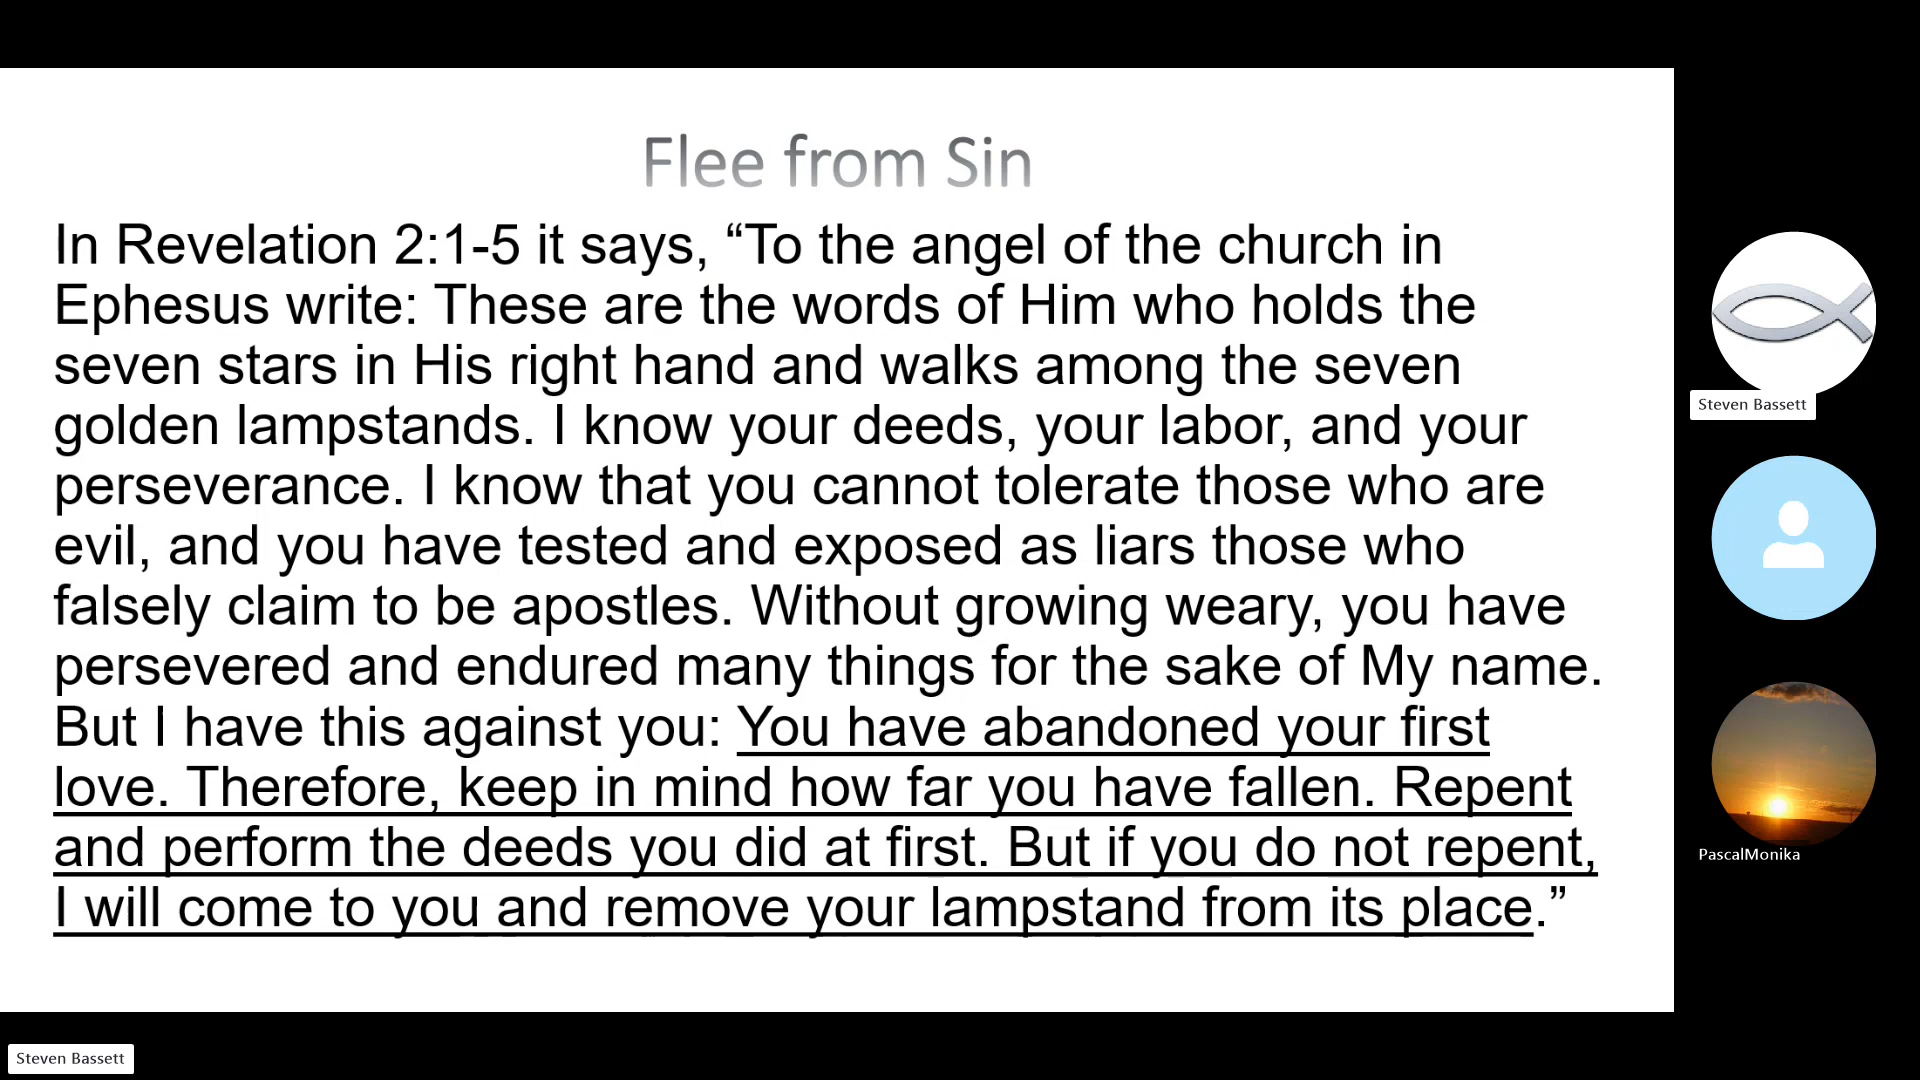 Flee from Sin
In Revelation 2:1-5 it says, “To the angel of the church in
Ephesus write: These are the words of Him who holds the
seven stars in His right hand and walks among the seven
golden lampstands. I know your deeds, your labor, and your
perseverance. I know that you cannot tolerate those who are
evil, and you have tested and exposed as liars those who
falsely claim to be apostles. Without growing weary, you have
persevered and endured many things for the sake of My name.
But I have this against you: You have abandoned your first
love. Therefore, keep in mind how far you have fallen. Repent
and perform the deeds you did at first. But if you do not repent,
I will come to you and remove your lampstand from its place.”
Steven Bassett
PascalMonika
Steven Bassett